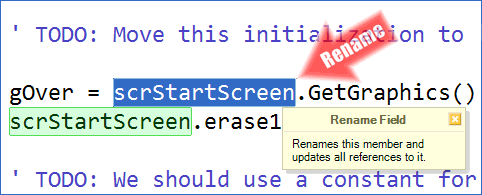 ' TODO: Move this initialization to
Rename
gOver = scrStartScreen.GetGraphics()
scrStartScreen.erase1
Rename Field
Renames this member and
updates all references to it.
' TODO: We should use a constant for